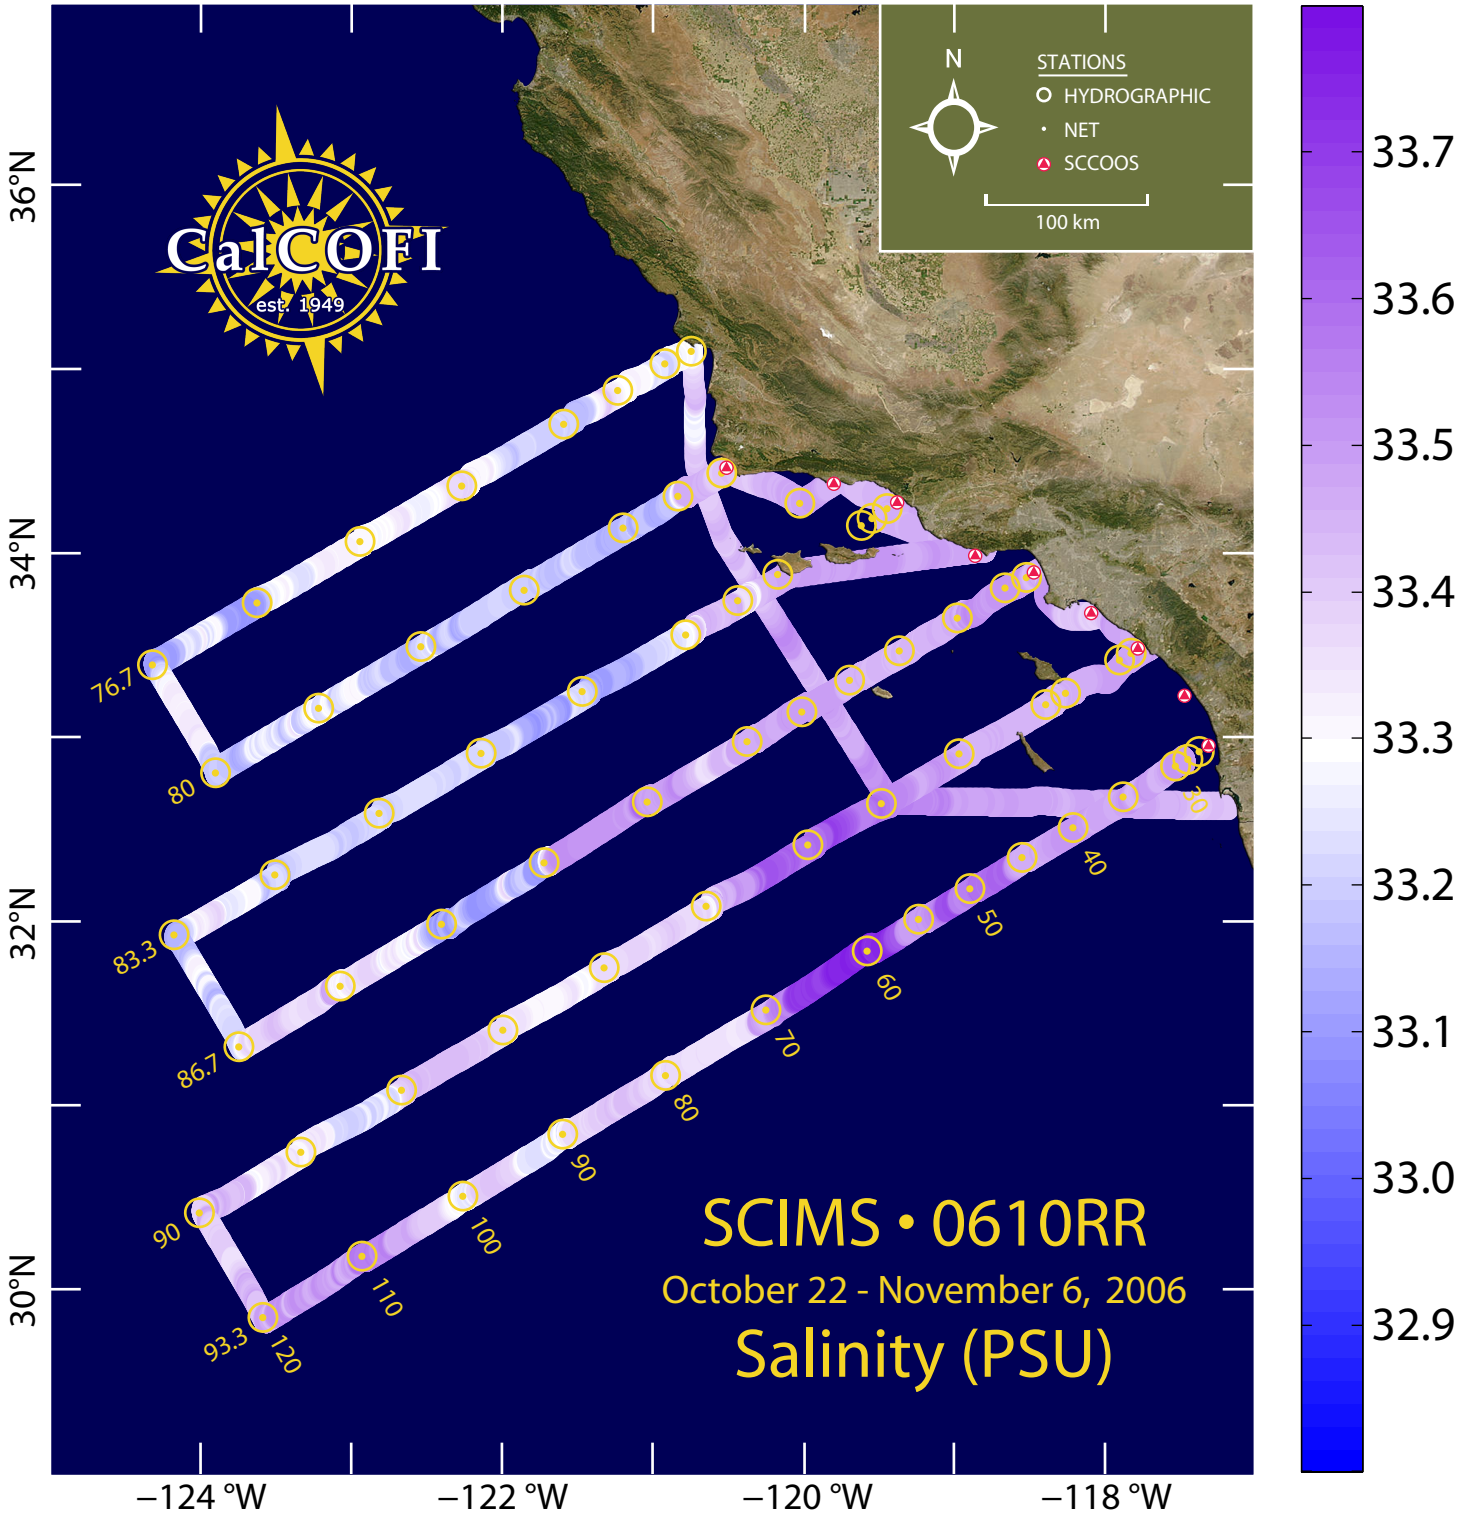 N
STATIONS
HYDROGRAPHIC
NET
SCCOOS
100 km
CalCOFI
est. 1949
36°N
34°N
32°N
30°N
76.7
80
83.3
86.7
90
93.3
30
40
50
60
70
80
90
100
110
120
SCIMS • 0610RR
October 22 - November 6, 2006
Salinity (PSU)
−124 °W
−122 °W
−120 °W
−118 °W
33.7
33.6
33.5
33.4
33.3
33.2
33.1
33.0
32.9